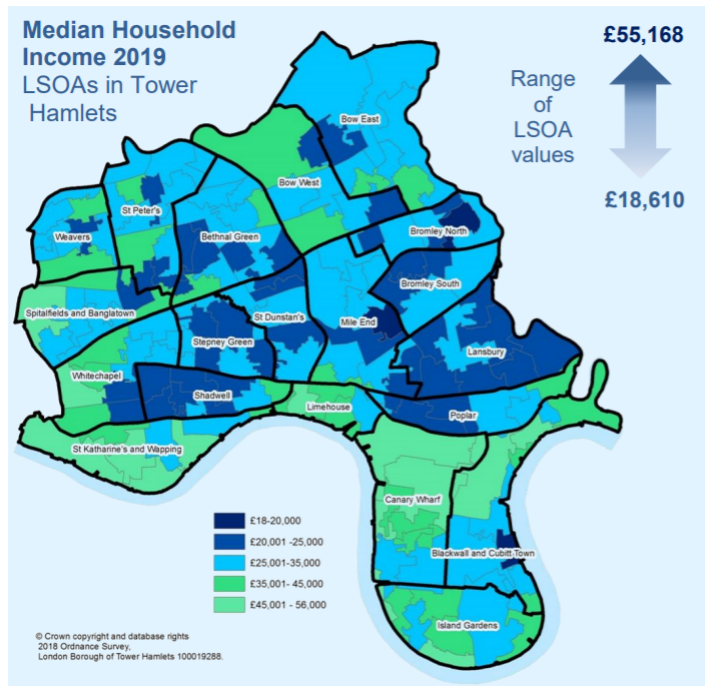 Median Household
Income 2019
LSOAs in Tower
Hamlets
£55,168
Range
of
LSOA
values
£18,610
Bow East
Bow West
St Peter's
Weavers
Bethnal Green
Bromley North
Bromley South
Spitalfields and Banglatown
St Dunstan's
Mile End
Stepney Green
Lansbury
Whitechapel
Shadwell
Limehouse
Poplar
St Katharine's and Wapping
Canary Wharf
Blackwall and Cubitt Town
Island Gardens
£18-20,000
£20,001 -25,000
£25,001-35,000
£35,001- 45,000
£45,001 - 56,000
© Crown copyright and database rights
2018 Ordnance Survey,
London Borough of Tower Hamlets 100019288.